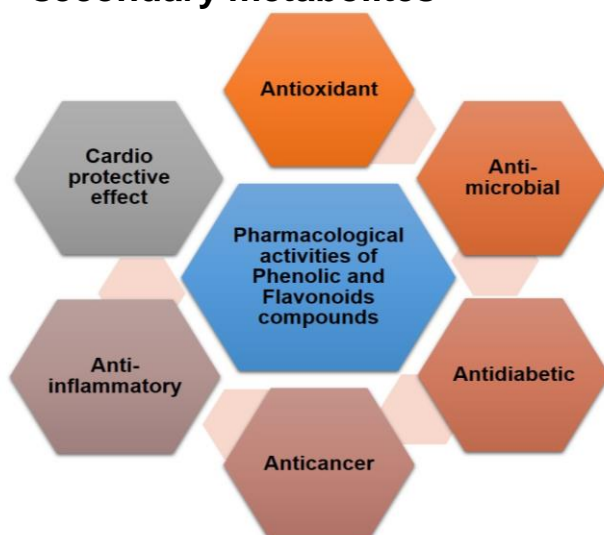 secondary metabolites
Antioxidant
Cardio
protective
effect
Anti-
microbial
Pharmacological
activities of
Phenolic and
Flavonoids
compounds
Anti-
inflammatory
Antidiabetic
Anticancer